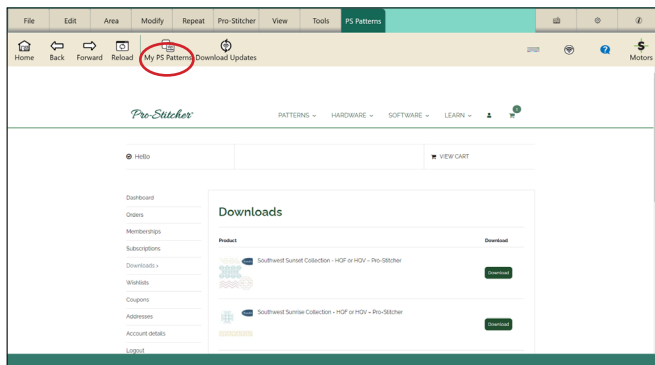 File Edit Area Modify Repeat Pro-Stitcher View Tools PS Patterns
Home Back Forward Reload My PS Patterns Download Updates Motors
Pro-Stitcher
PATTERNS HARDWARE SOFTWARE LEARN 1
Hello VIEW CART
Dashboard
Orders
Memberships
Subscriptions
Downloads >
Wishlists
Coupons
Addresses
Account details
Logout
Downloads
Product Download
Southwest Sunset Collection - HQF or HQV - Pro-Stitcher
Download
Southwest Sunrise Collection - HQF or HQV - Pro-Stitcher
Download